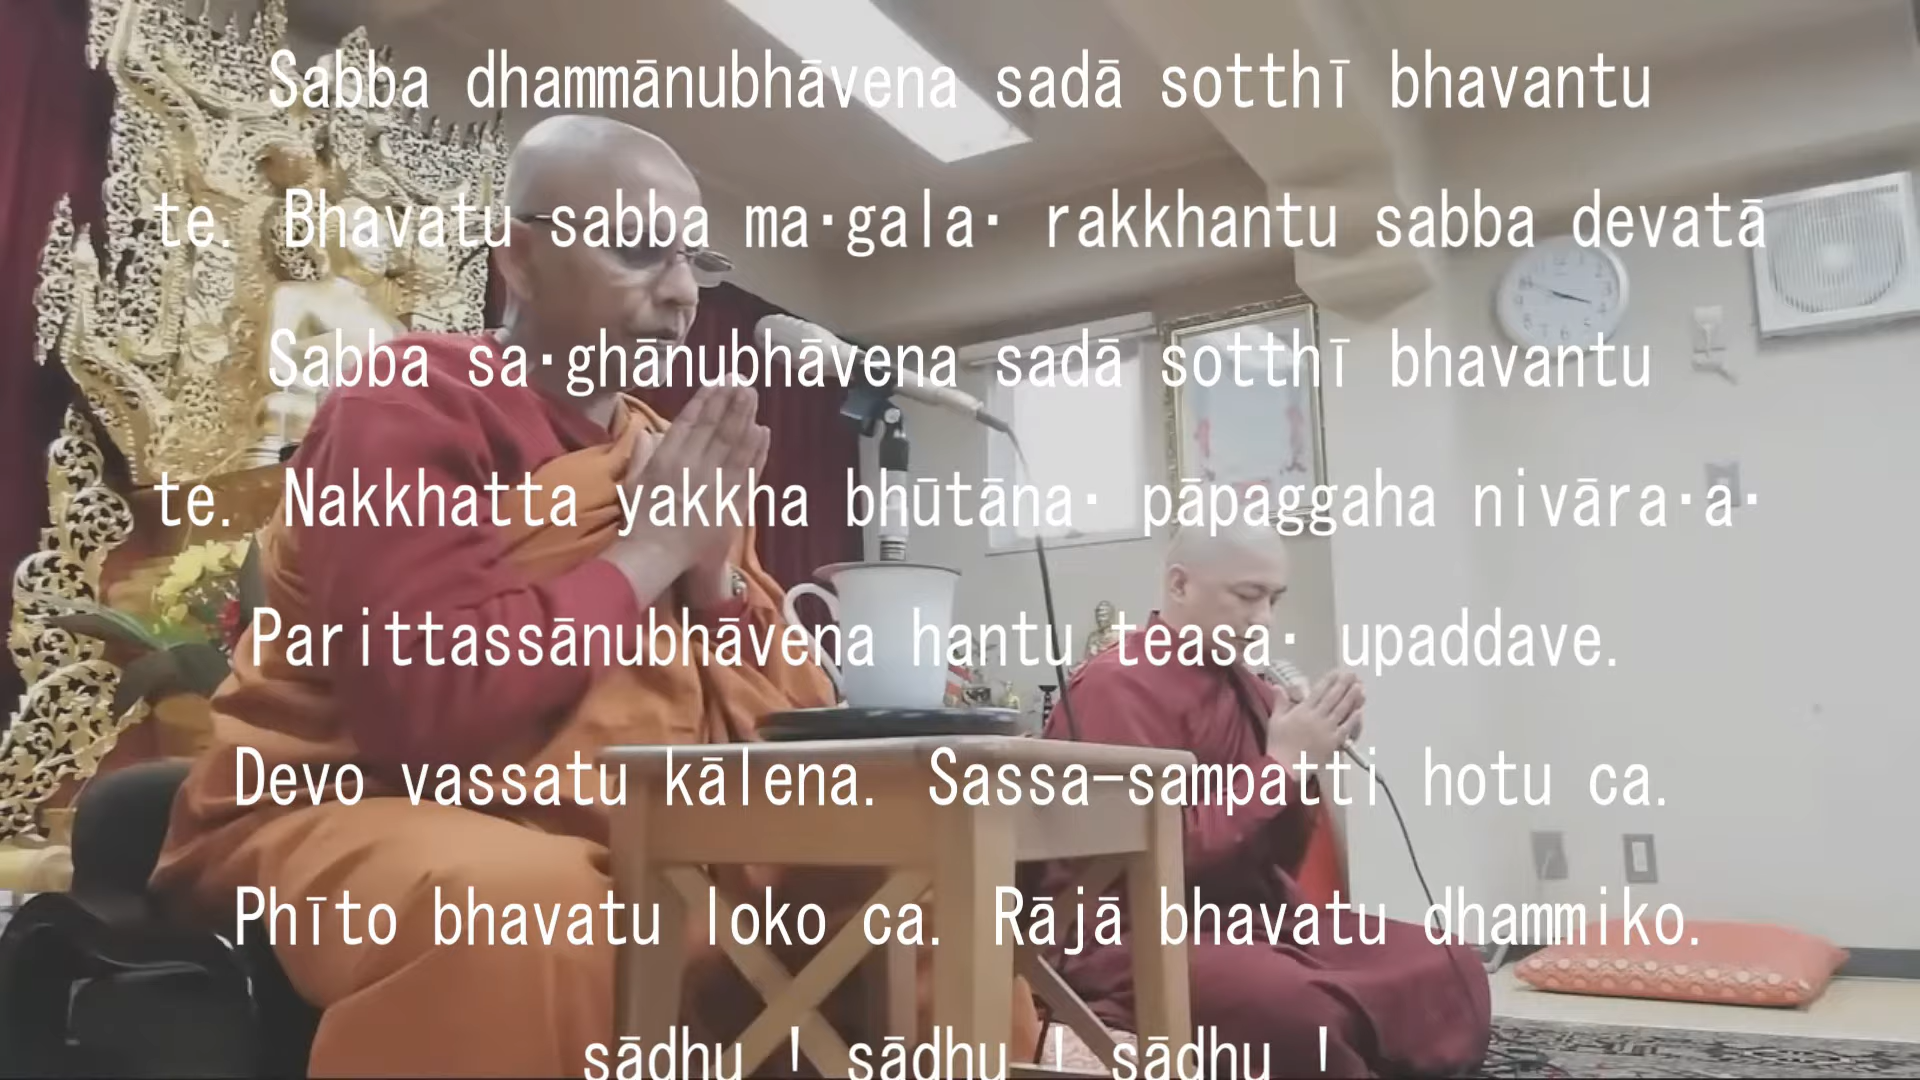 Sabba dhammānubhāvena sadā sotthī bhavantu
te. Bhavatu sabba ma·gala· rakkhantu sabba devatā
Sabba sa·ghānubhāvena sadā sotthī bhavantu
te. Nakkhatta yakkha bhūtāna· pāpaggaha nivāra·a·
Parittassānubhāvena hantu teasa· upaddave.
Devo vassatu kālena. Sassa-sampatti hotu ca.
Phīto bhavatu loko ca. Rājā bhavatu dhammiko.
sādhu ! sādhu ! sādhu !